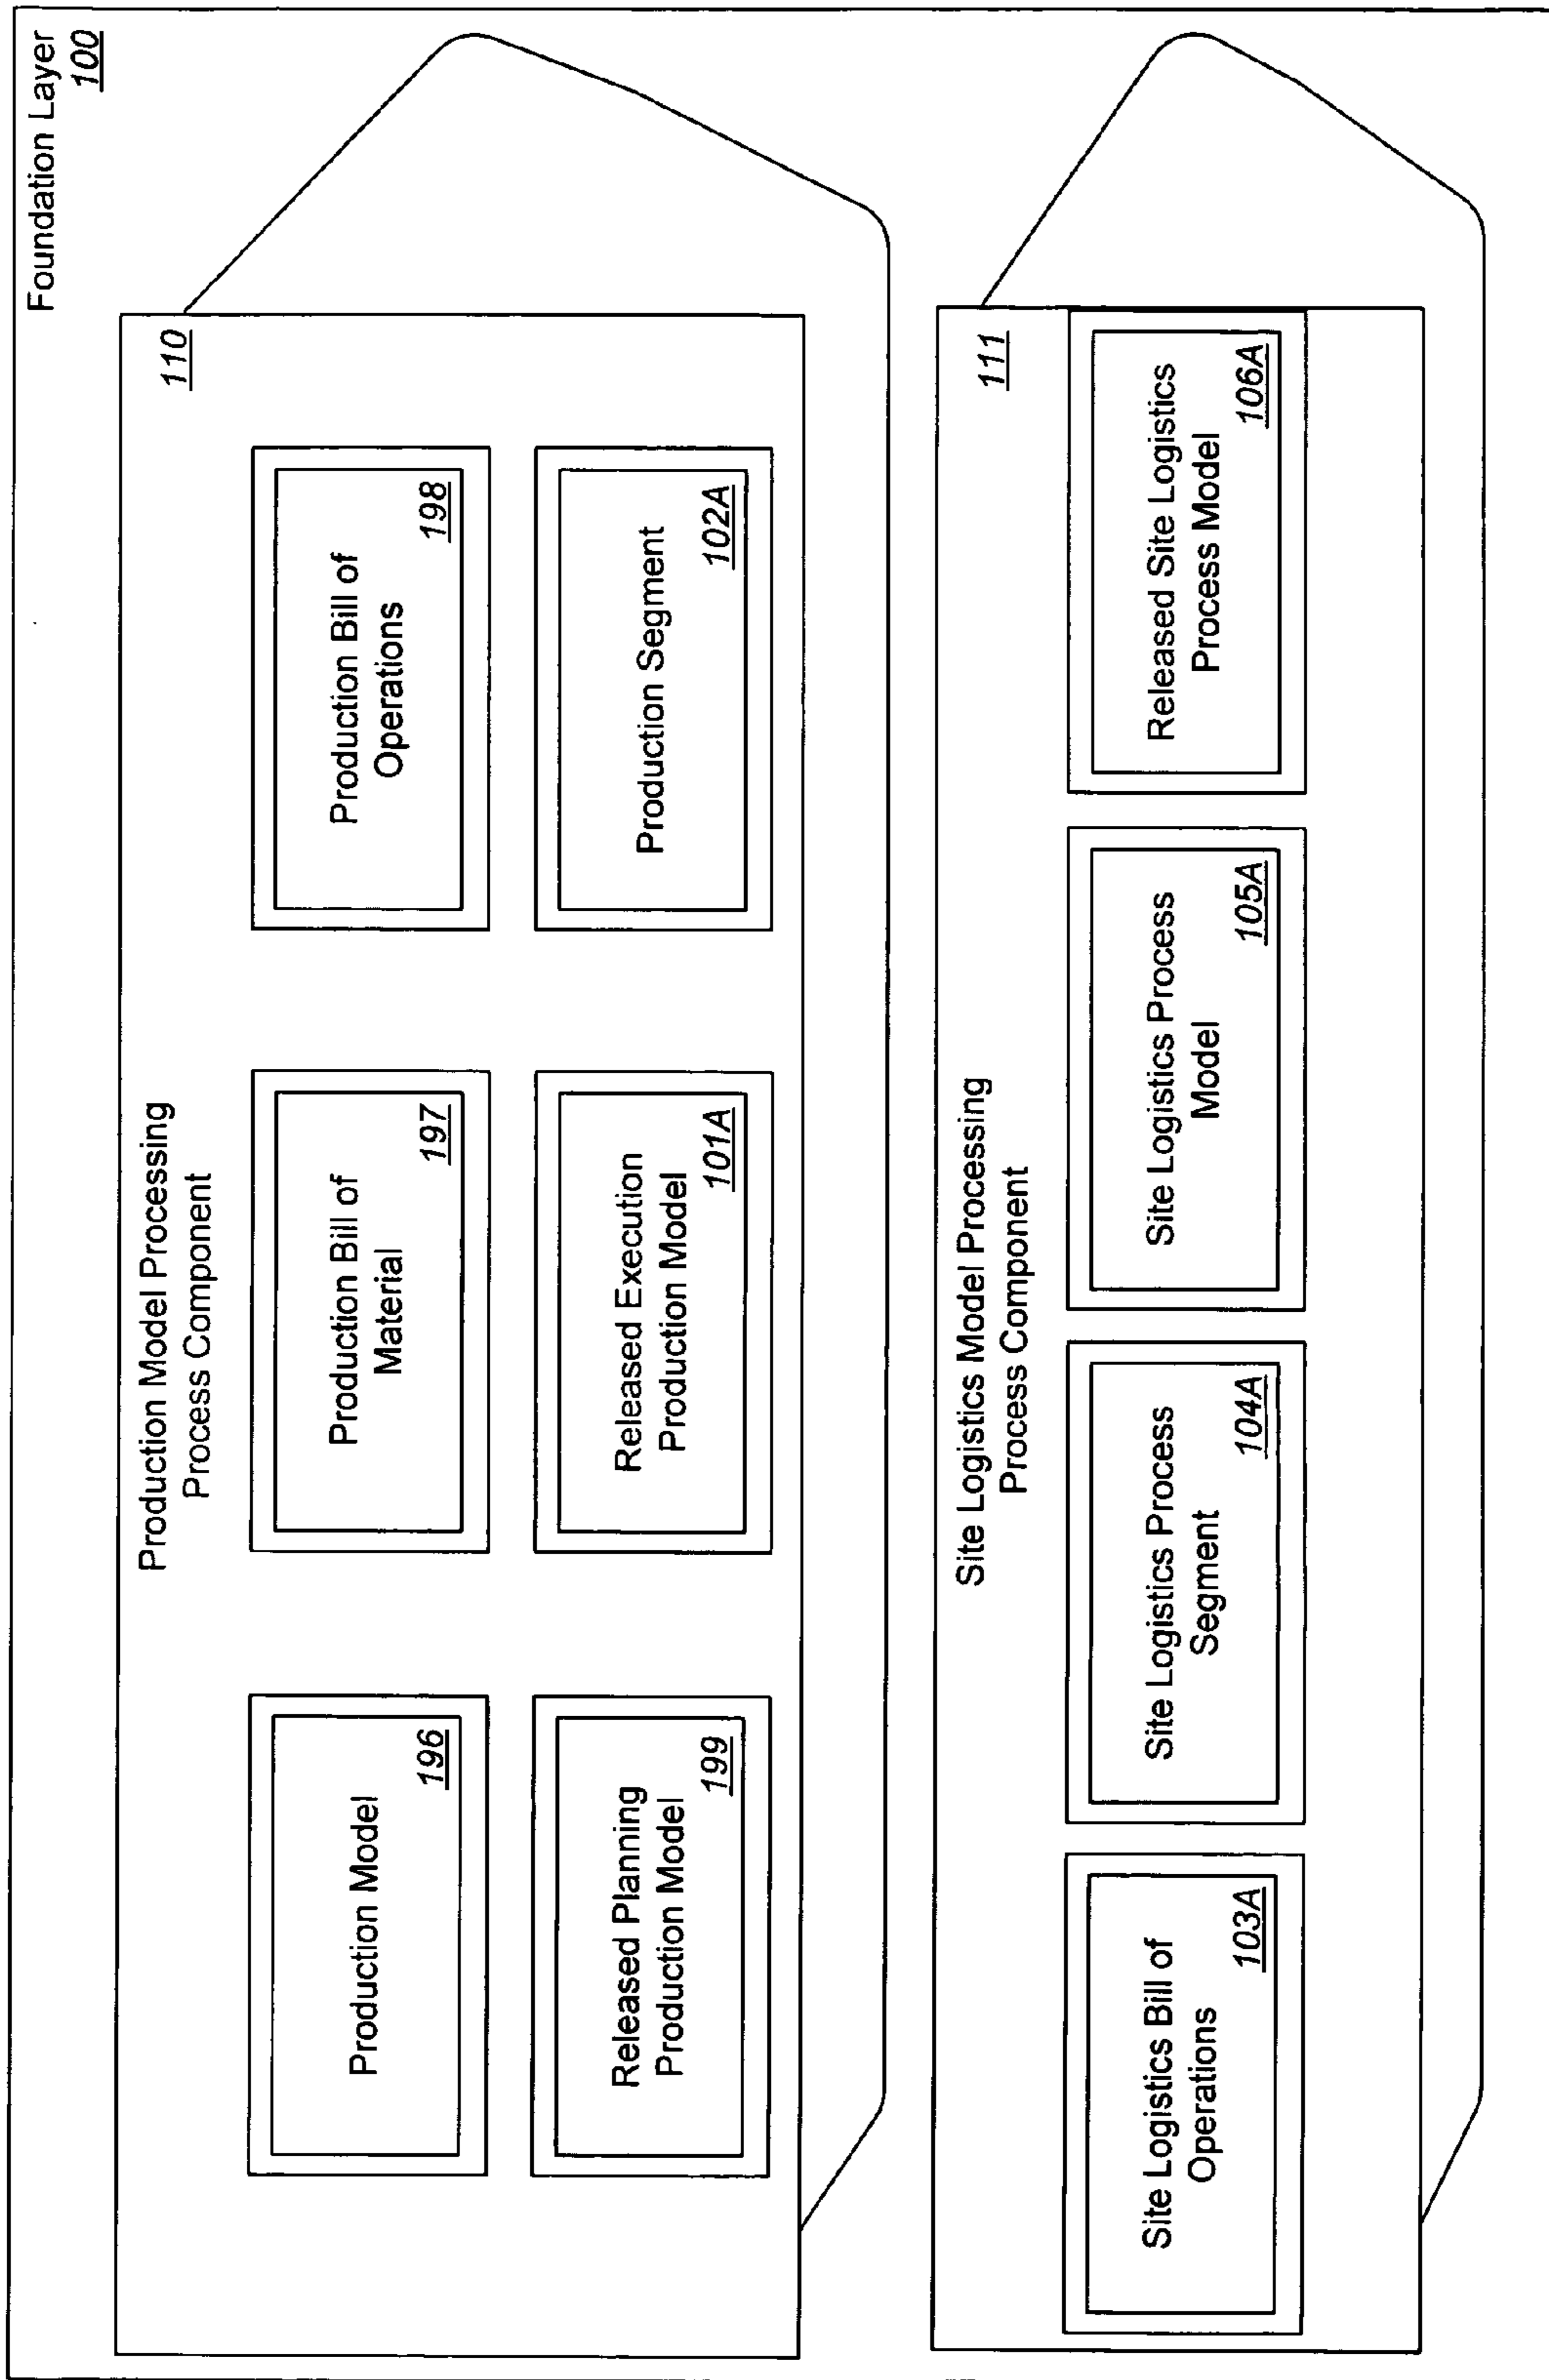 Foundation Layer
100
Production Model Processing
Process Component
110
Production Model
196
Production Bill of
Material
197
Production Bill of
Operations
198
Released Planning
Production Model
199
Released Execution
Production Model
101A
Production Segment
102A
Site Logistics Model Processing
Process Component
111
Site Logistics Bill of
Operations
103A
Site Logistics Process
Segment
104A
Site Logistics Process
Model
105A
Released Site Logistics
Process Model
106A